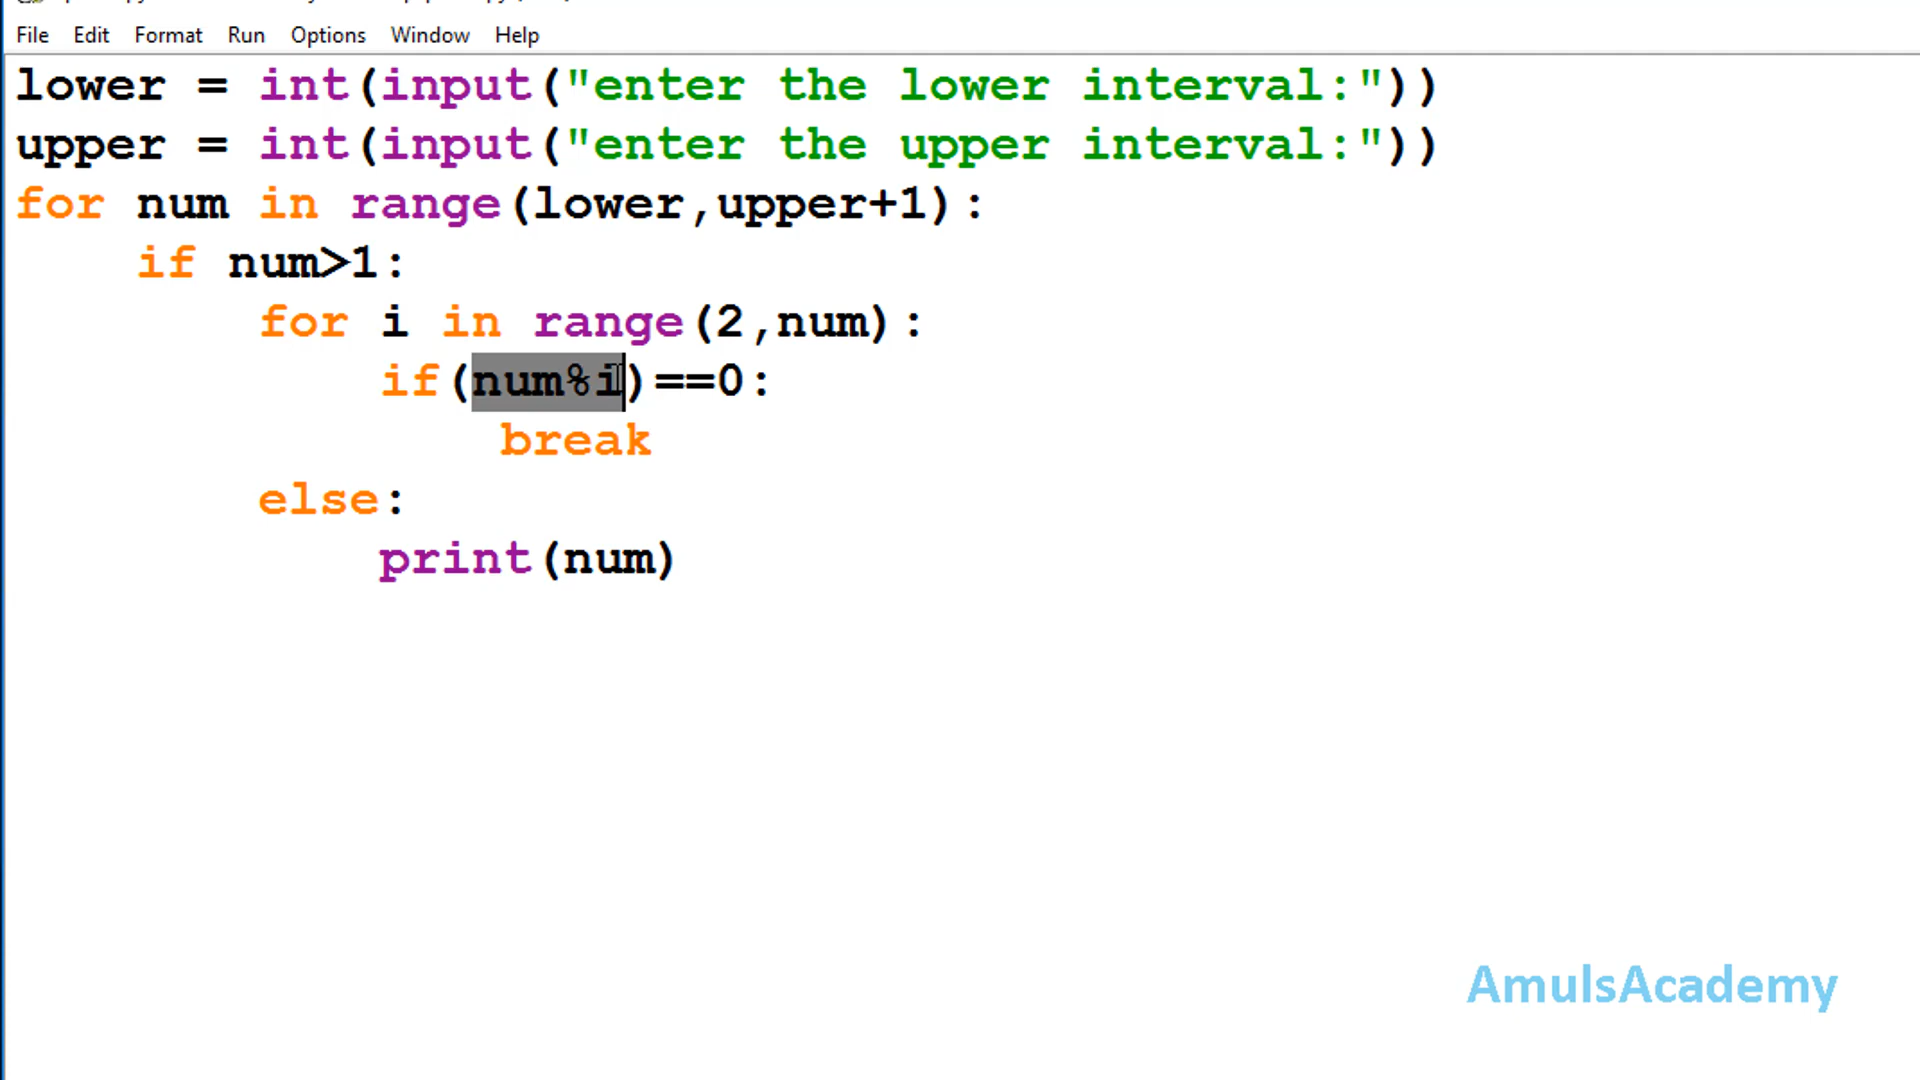 File Edit Format Run Options Window Help
lower = int(input("enter the lower interval:"))
upper = int(input("enter the upper interval:"))
for num in range(lower,upper+1):
if num>1:
for i in range(2,num):
if(num%i)==0:
break
else:
print(num)
AmulsAcademy